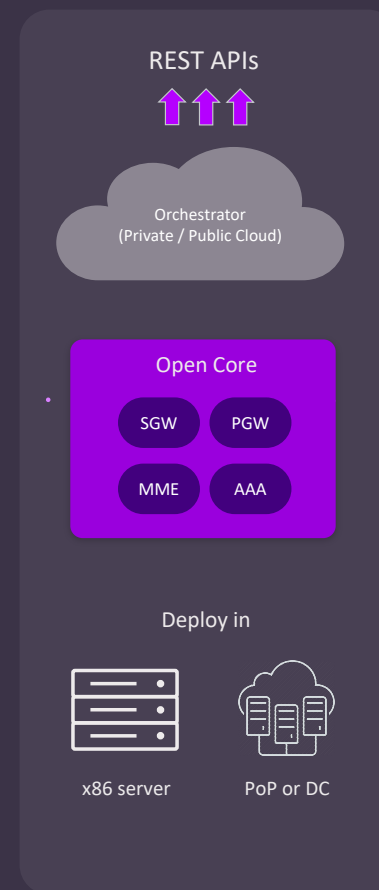 REST APIs
Orchestrator
(Private / Public Cloud)
Open Core
SGW
PGW
MME
AAA
Deploy in
x86 server
PoP or DC